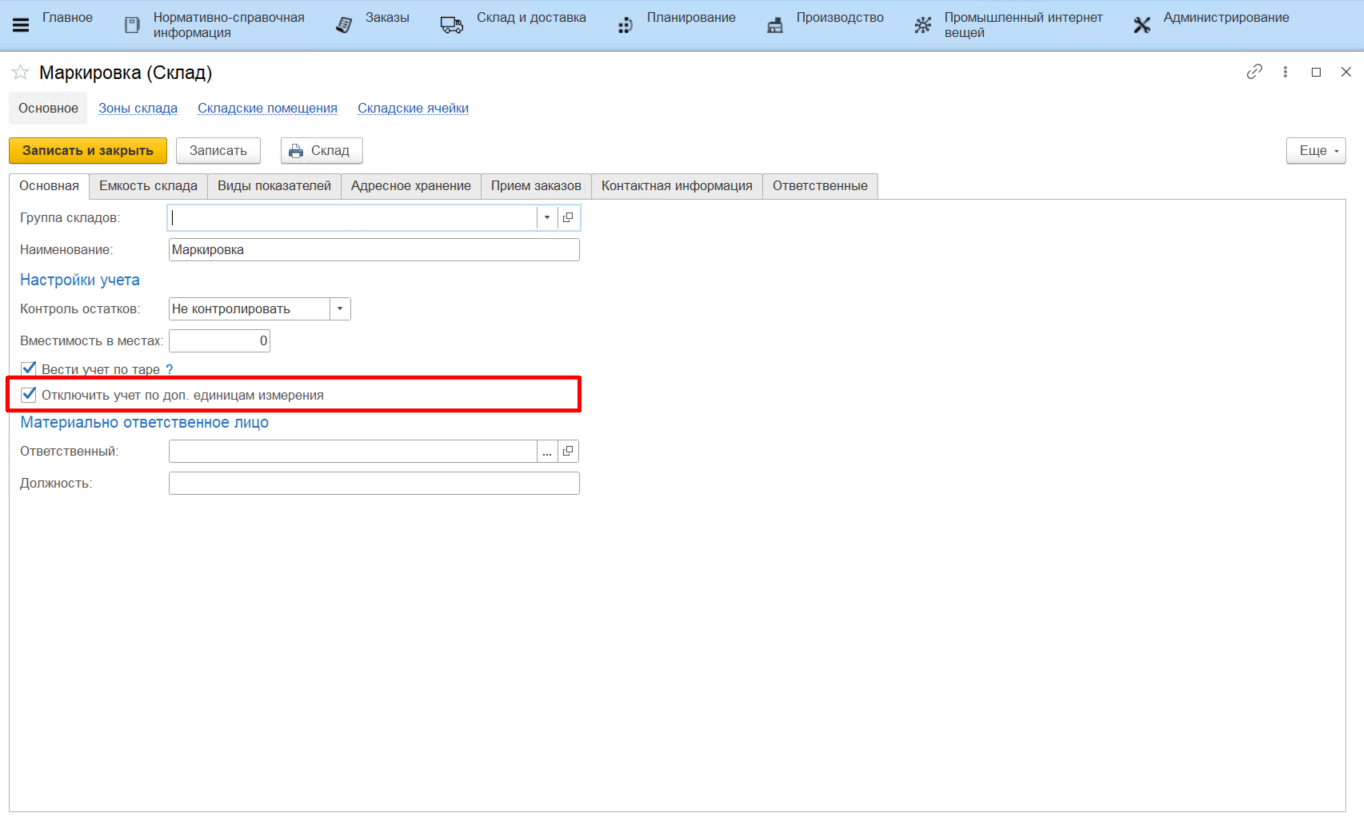 Главное
Нормативно-справочная
информация
Заказы
Склад и доставка
Планирование
Производство
Промышленный интернет
вещей
Администрирование
Маркировка (Склад)
Основное Зоны склада Складские помещения Складские ячейки
Записать и закрыть Записать Склад Еще
Основная Емкость склада Виды показателей Адресное хранение Прием заказов Контактная информация Ответственные
Группа складов:
Наименование: Маркировка
Настройки учета
Контроль остатков: Не контролировать
Вместимость в местах: 0
Вести учет по таре ?
Отключить учет по доп. единицам измерения
Материально ответственное лицо
Ответственный: ...
Должность: